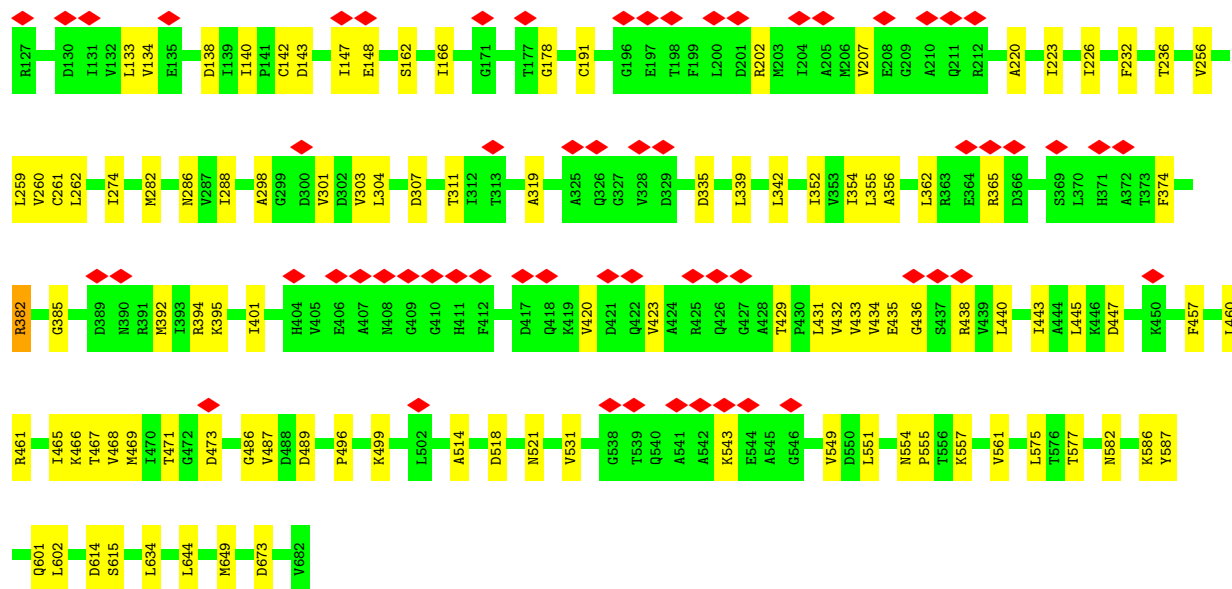 R127 D130 I131 V132 L133 V134 E135 D138 I139 I140 P141 C142 D143 I147 E148 S162 I166 G171 T177 G178 C191 G196 E197 T198 F199 L200 D201 R202 M203 I204 A205 M206 V207 E208 G209 A210 Q211 R212 A220 I223 I226 F232 T236 V256
L259 V260 C261 L262 I274 M282 N286 V287 I288 A298 G299 D300 V301 D302 V303 L304 D307 T311 I312 T313 A319 A325 Q326 G327 V328 D329 D335 L339 L342 I352 V353 I354 L355 A356 L362 R363 E364 R365 D366 S369 L370 H371 A372 T373 F374
R382 G385 D389 N390 R391 M392 I393 R394 K395 I401 H404 V405 E406 A407 N408 G409 G410 H411 F412 D417 Q418 K419 V420 D421 Q422 V423 A424 R425 Q426 G427 A428 T429 P430 L431 V432 V433 V434 E435 G436 S437 R438 V439 L440 I443 A444 L445 K446 D447 K450 F457 L460
R461 I465 K466 T467 V468 M469 I470 T471 G472 D473 G486 V487 D488 D489 P496 K499 L502 A514 D518 N521 V531 G538 T539 Q540 A541 A542 K543 E544 A545 G546 V549 D550 L551 N554 P555 T556 K557 V561 L575 T576 T577 N582 K586 Y587
Q601 L602 D614 S615 L634 L644 M649 D673 V682